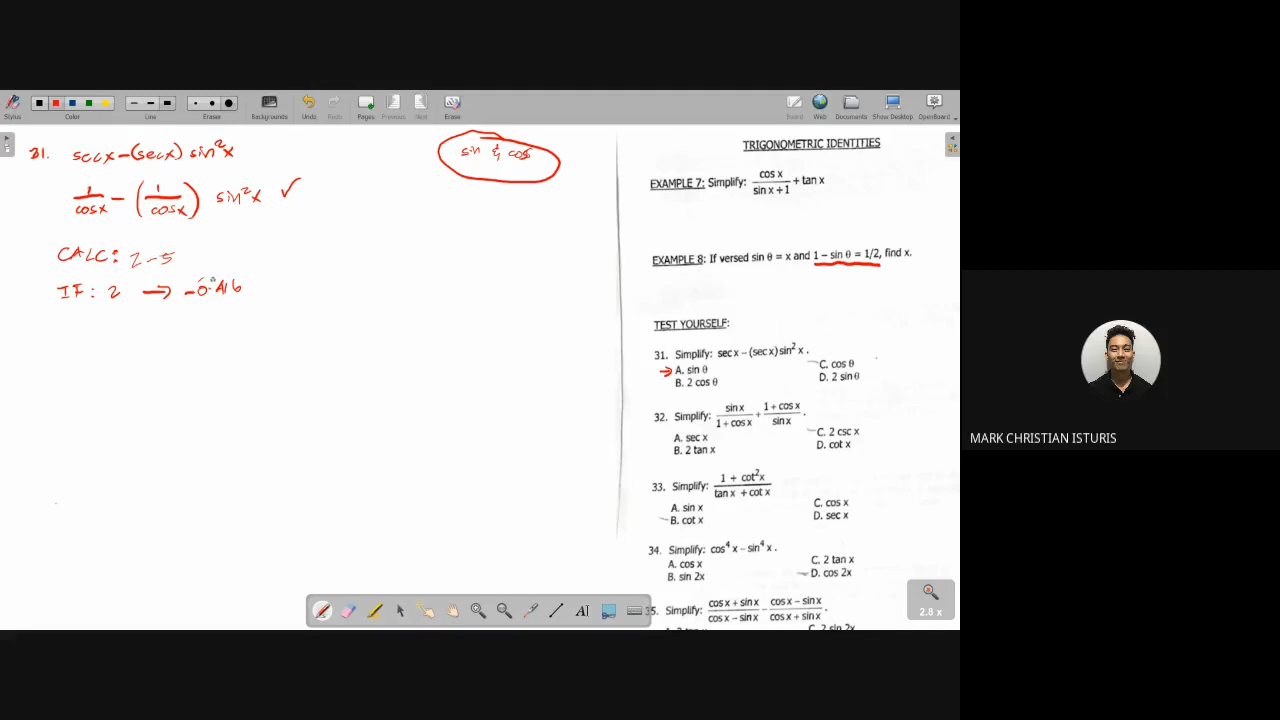 Stylus
Color
Line
Eraser
Backgrounds
Undo
Redo
Pages
Previous
Next
Erase
Board
Web
Documents
Show Desktop
OpenBoard
31. secx-(secx) sin²x
1/cosx - (1/cosx) sin²x ✓
CALC: 2-5
IF: 2 → -0.416
sin & cos
TRIGONOMETRIC IDENTITIES
EXAMPLE 7: Simplify: cos x/(sin x+1) + tan x
EXAMPLE 8: If versed sin θ = x and 1 – sin θ = 1/2, find x.
TEST YOURSELF:
31. Simplify: sec x – (sec x) sin² x .
→ A. sin θ
C. cos θ
B. 2 cos θ
D. 2 sin θ
32. Simplify: sin x/(1 + cos x) + (1 + cos x)/sin x .
A. sec x
C. 2 csc x
B. 2 tan x
D. cot x
33. Simplify: (1 + cot²x)/(tan x + cot x)
A. sin x
C. cos x
B. cot x
D. sec x
34. Simplify: cos⁴ x – sin⁴ x .
A. cos x
C. 2 tan x
B. sin 2x
D. cos 2x
35. Simplify: (cos x + sin x)/(cos x – sin x) – (cos x – sin x)/(cos x + sin x) .
C. 2 sin 2x
2.8 x
MARK CHRISTIAN ISTURIS